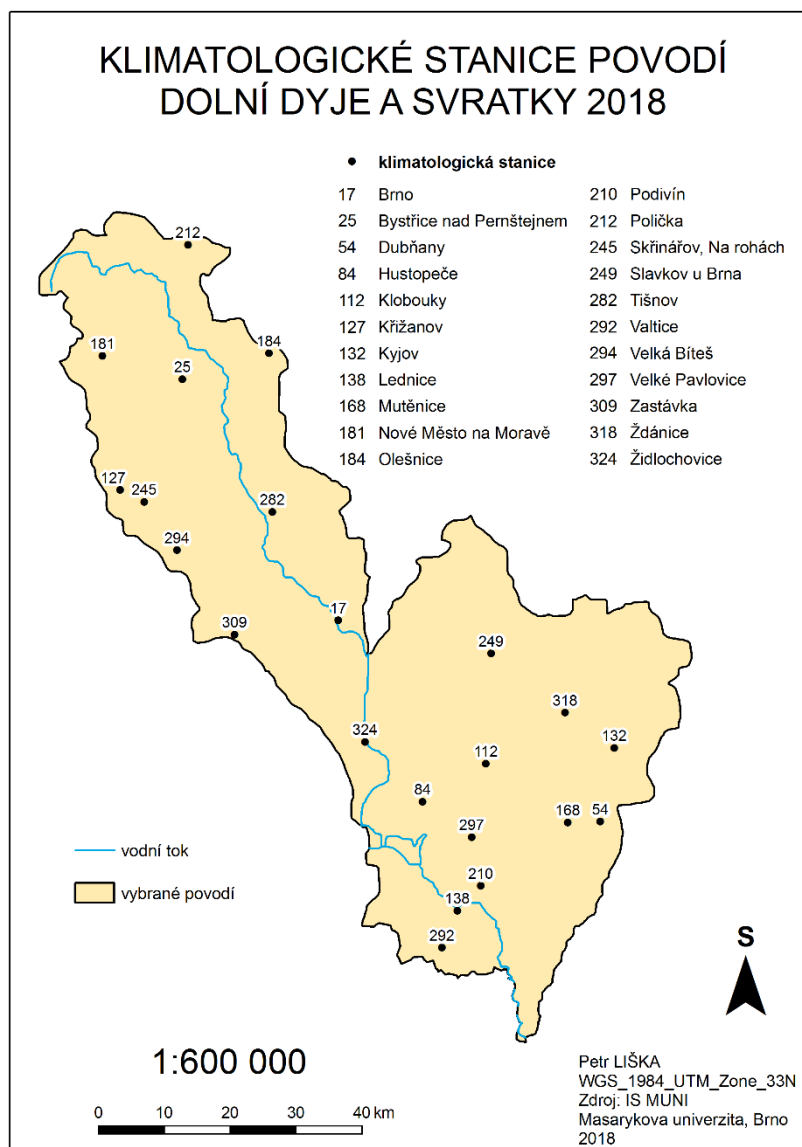 KLIMATOLOGICKÉ STANICE POVODÍ
DOLNÍ DYJE A SVRATKY 2018
klimatologická stanice
17 Brno
25 Bystřice nad Pernštejnem
54 Dubňany
84 Hustopeče
112 Klobouky
127 Křižanov
132 Kyjov
138 Lednice
168 Mutěnice
181 Nové Město na Moravě
184 Olešnice
210 Podivín
212 Polička
245 Skřinářov, Na rohách
249 Slavkov u Brna
282 Tišnov
292 Valtice
294 Velká Bíteš
297 Velké Pavlovice
309 Zastávka
318 Ždánice
324 Židlochovice
212
184
181
25
127
245
282
294
17
309
249
318
324
132
112
84
168
54
297
210
138
292
vodní tok
vybrané povodí
S
1:600 000
0 10 20 30 40 km
Petr LIŠKA
WGS_1984_UTM_Zone_33N
Zdroj: IS MUNI
Masarykova univerzita, Brno
2018